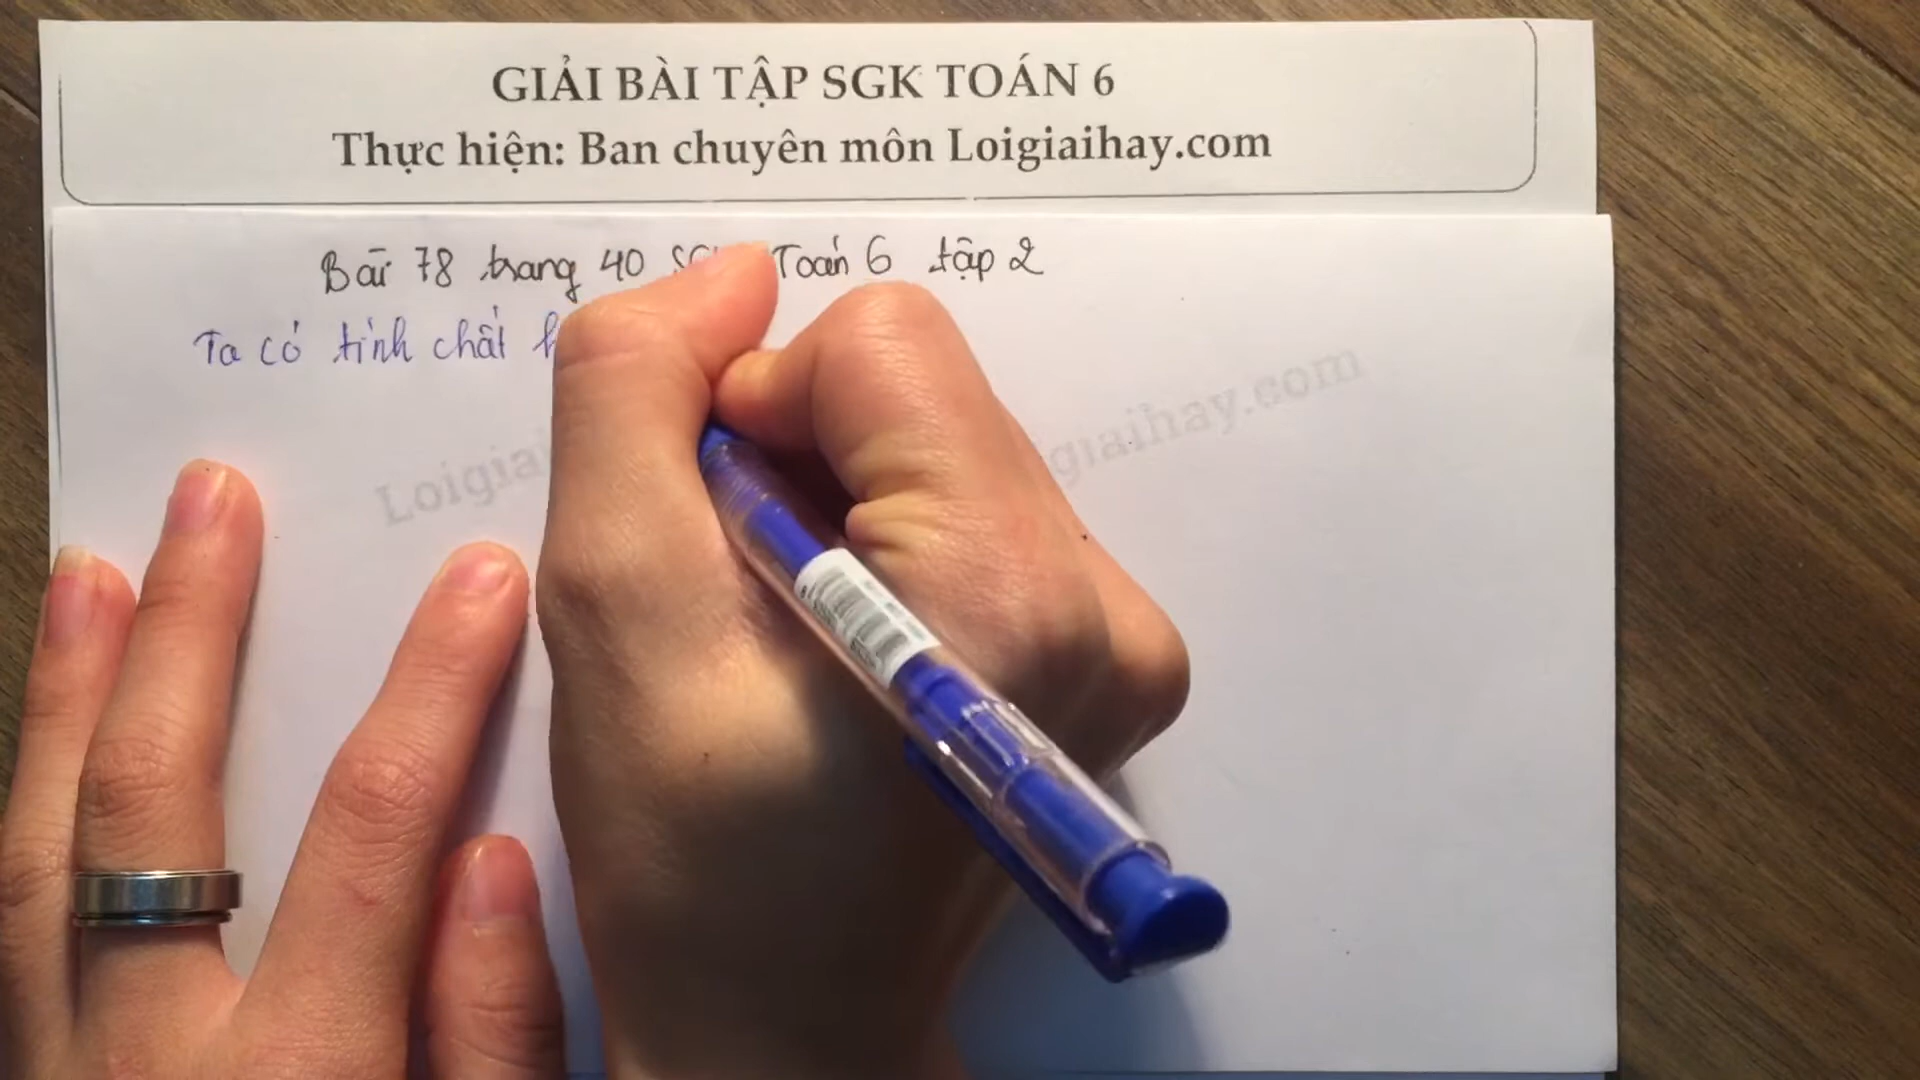 GIẢI BÀI TẬP SGK TOÁN 6
Thực hiện: Ban chuyên môn Loigiaihay.com
Bài 78 trang 40 Toán 6 tập 2
Ta có tính chất
Loigiai giaihay.com